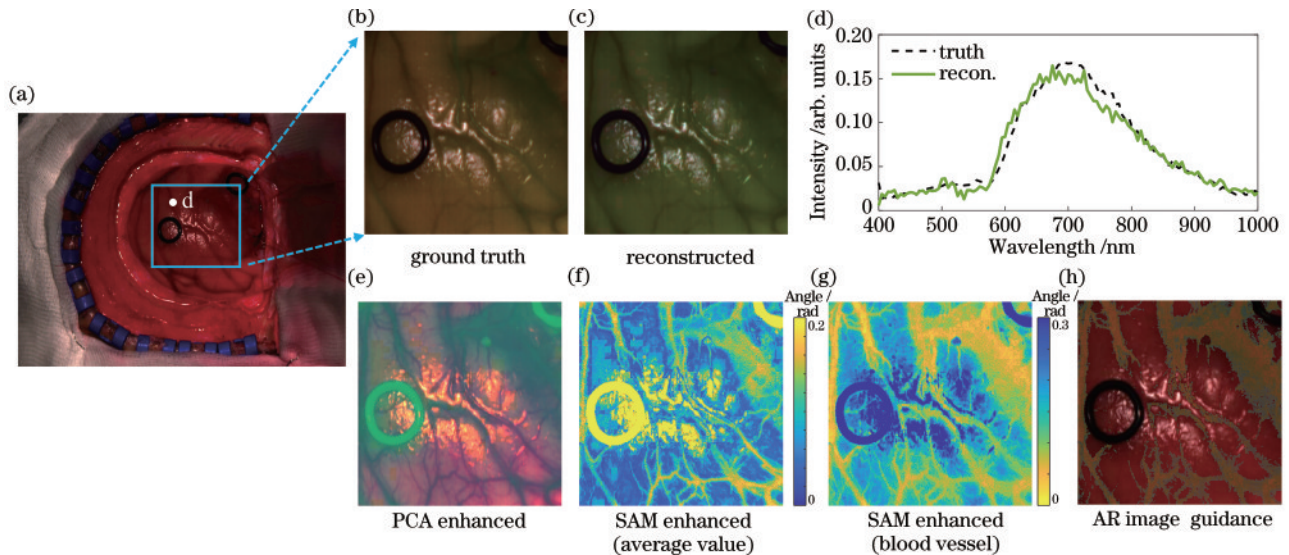 (a)
d
(b)
ground truth
(c)
reconstructed
(d)
Intensity /arb. units
0.20
0.15
0.10
0.05
0
truth
recon.
400 500 600 700 800 900 1000
Wavelength /nm
(e)
PCA enhanced
(f)
Angle /
rad
0.2
0
SAM enhanced
(average value)
(g)
Angle /
rad
0.3
0
SAM enhanced
(blood vessel)
(h)
AR image guidance